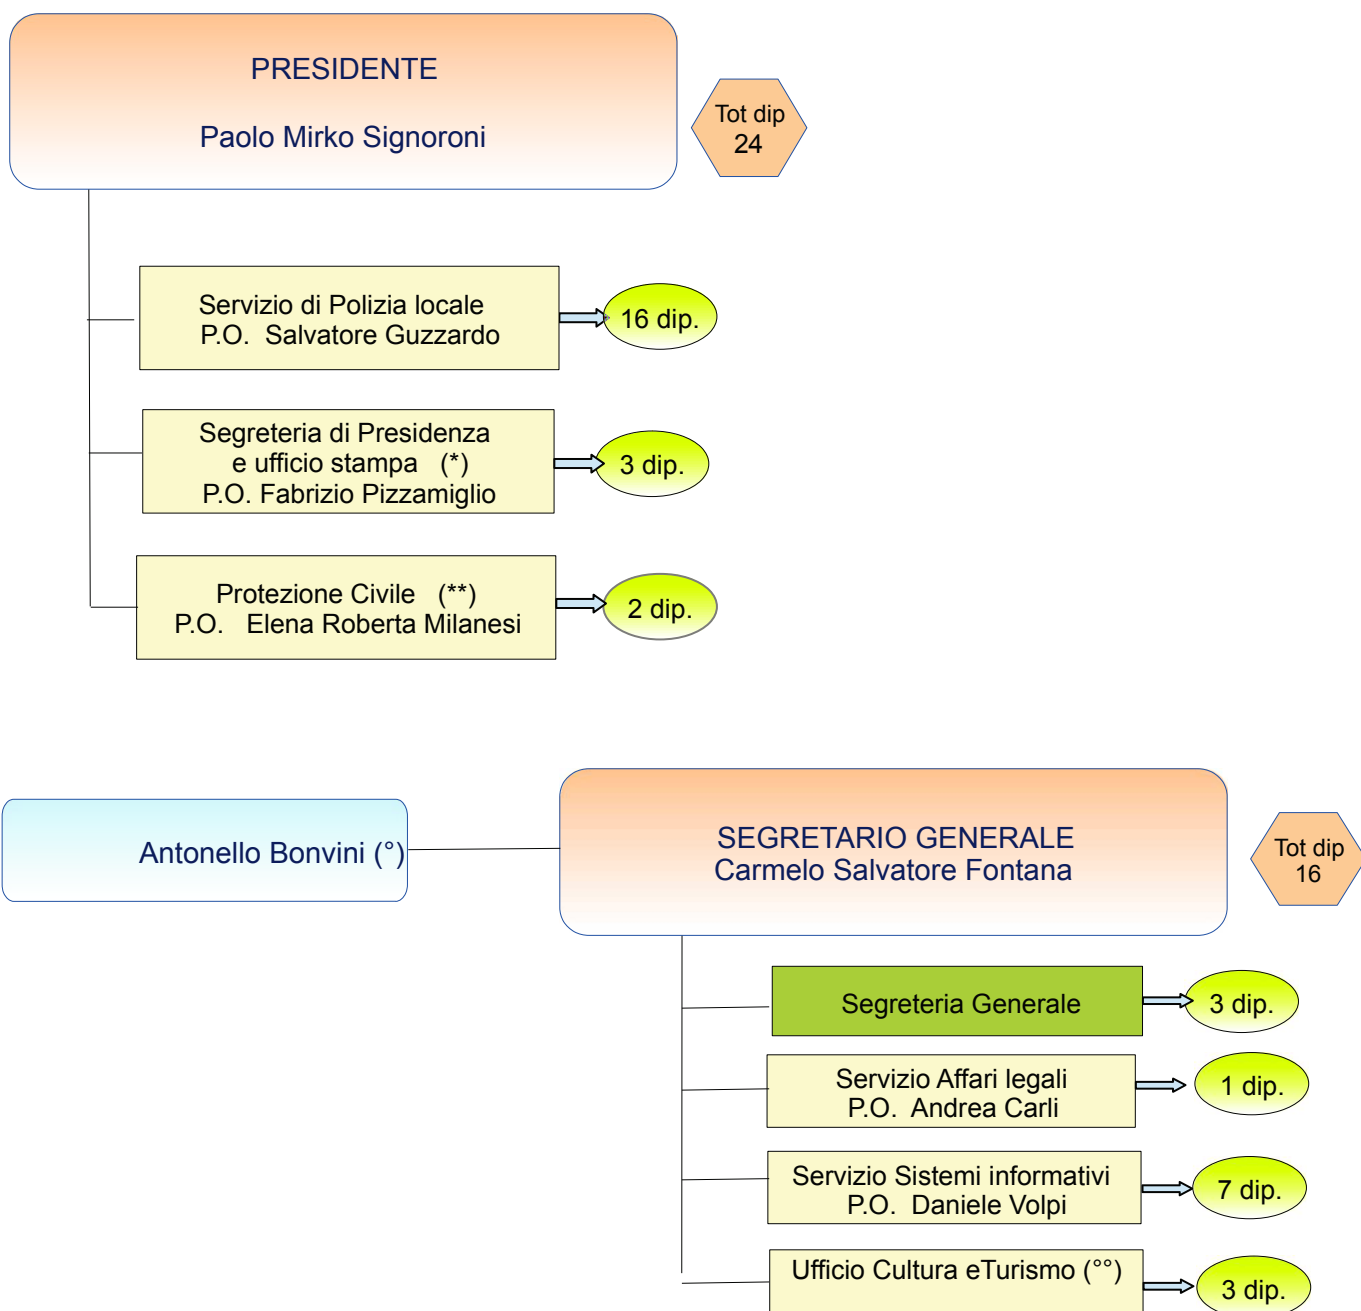 PRESIDENTE
Paolo Mirko Signoroni
Tot dip
24
Servizio di Polizia locale
P.O. Salvatore Guzzardo
16 dip.
Segreteria di Presidenza
e ufficio stampa (*)
P.O. Fabrizio Pizzamiglio
3 dip.
Protezione Civile (**)
P.O. Elena Roberta Milanesi
2 dip.
Antonello Bonvini (°)
SEGRETARIO GENERALE
Carmelo Salvatore Fontana
Tot dip
16
Segreteria Generale
3 dip.
Servizio Affari legali
P.O. Andrea Carli
1 dip.
Servizio Sistemi informativi
P.O. Daniele Volpi
7 dip.
Ufficio Cultura eTurismo (°°)
3 dip.